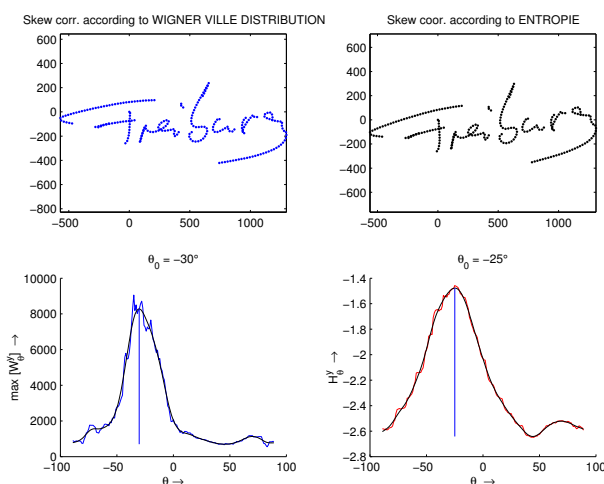 Skew corr. according to WIGNER VILLE DISTRIBUTION
Skew coor. according to ENTROPIE
600
400
200
0
−200
−400
−600
−800
−500 0 500 1000
600
400
200
0
−200
−400
−600
−500 0 500 1000
θ0 = −30°
θ0 = −25°
max [Wθy] →
10000
8000
6000
4000
2000
0
−100 −50 0 50 100
θ →
Hθy →
−1.4
−1.6
−1.8
−2
−2.2
−2.4
−2.6
−2.8
−100 −50 0 50 100
θ →